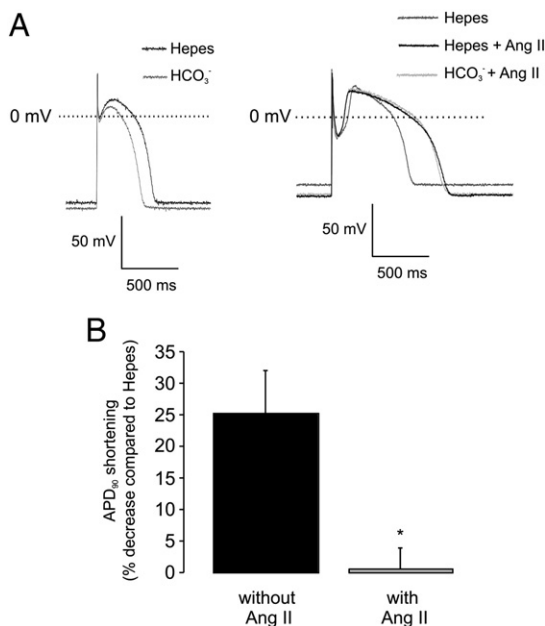 A
Hepes
HCO₃⁻
0 mV
50 mV
500 ms
Hepes
Hepes + Ang II
HCO₃⁻ + Ang II
0 mV
50 mV
500 ms
B
APD₉₀ shortening
(% decrease compared to Hepes)
35
30
25
20
15
10
5
0
*
without
Ang II
with
Ang II